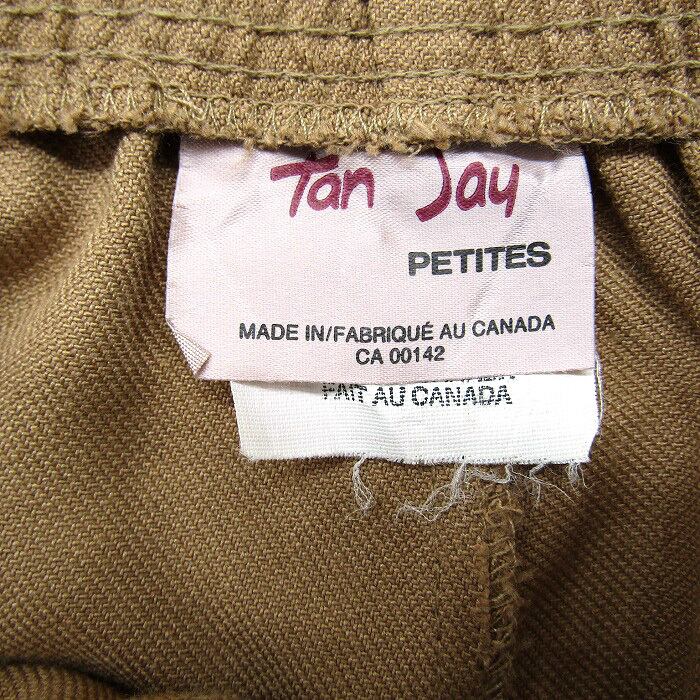 Tan Jay
PETITES
MADE IN/FABRIQUÉ AU CANADA
CA 00142
FAIT AU CANADA